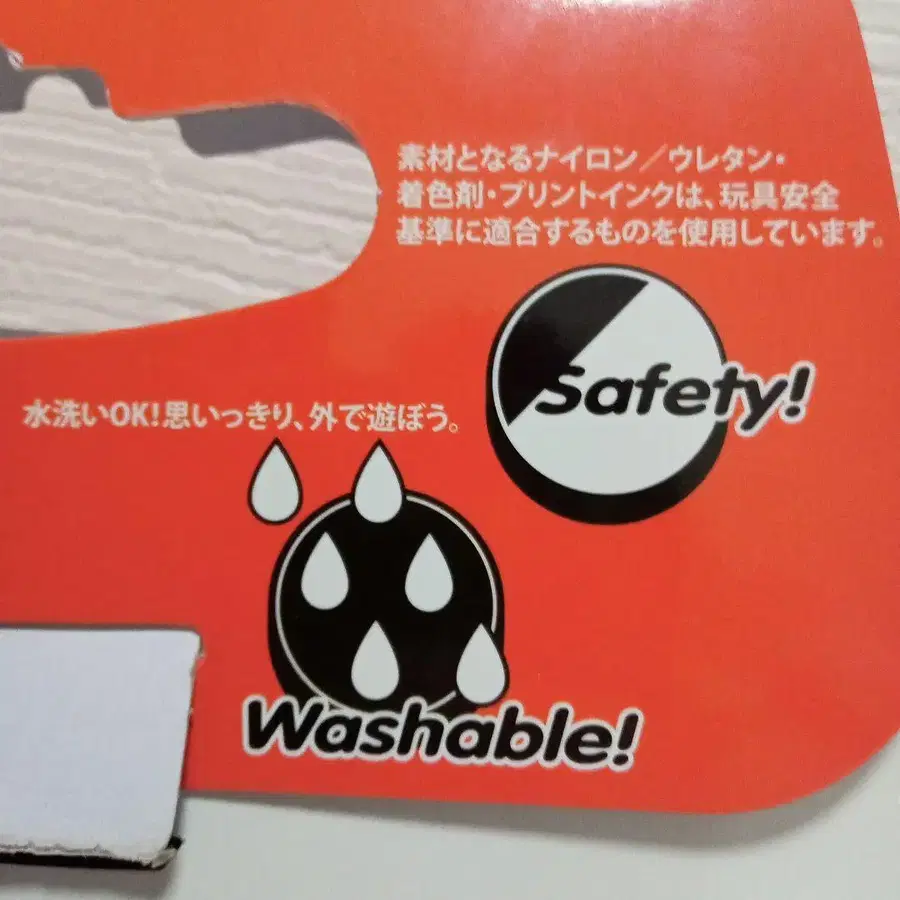 素材となるナイロン／ウレタン・
着色剤・プリントインクは、玩具安全
基準に適合するものを使用しています。
Safety!
水洗いOK!思いっきり、外で遊ぼう。
Washable!